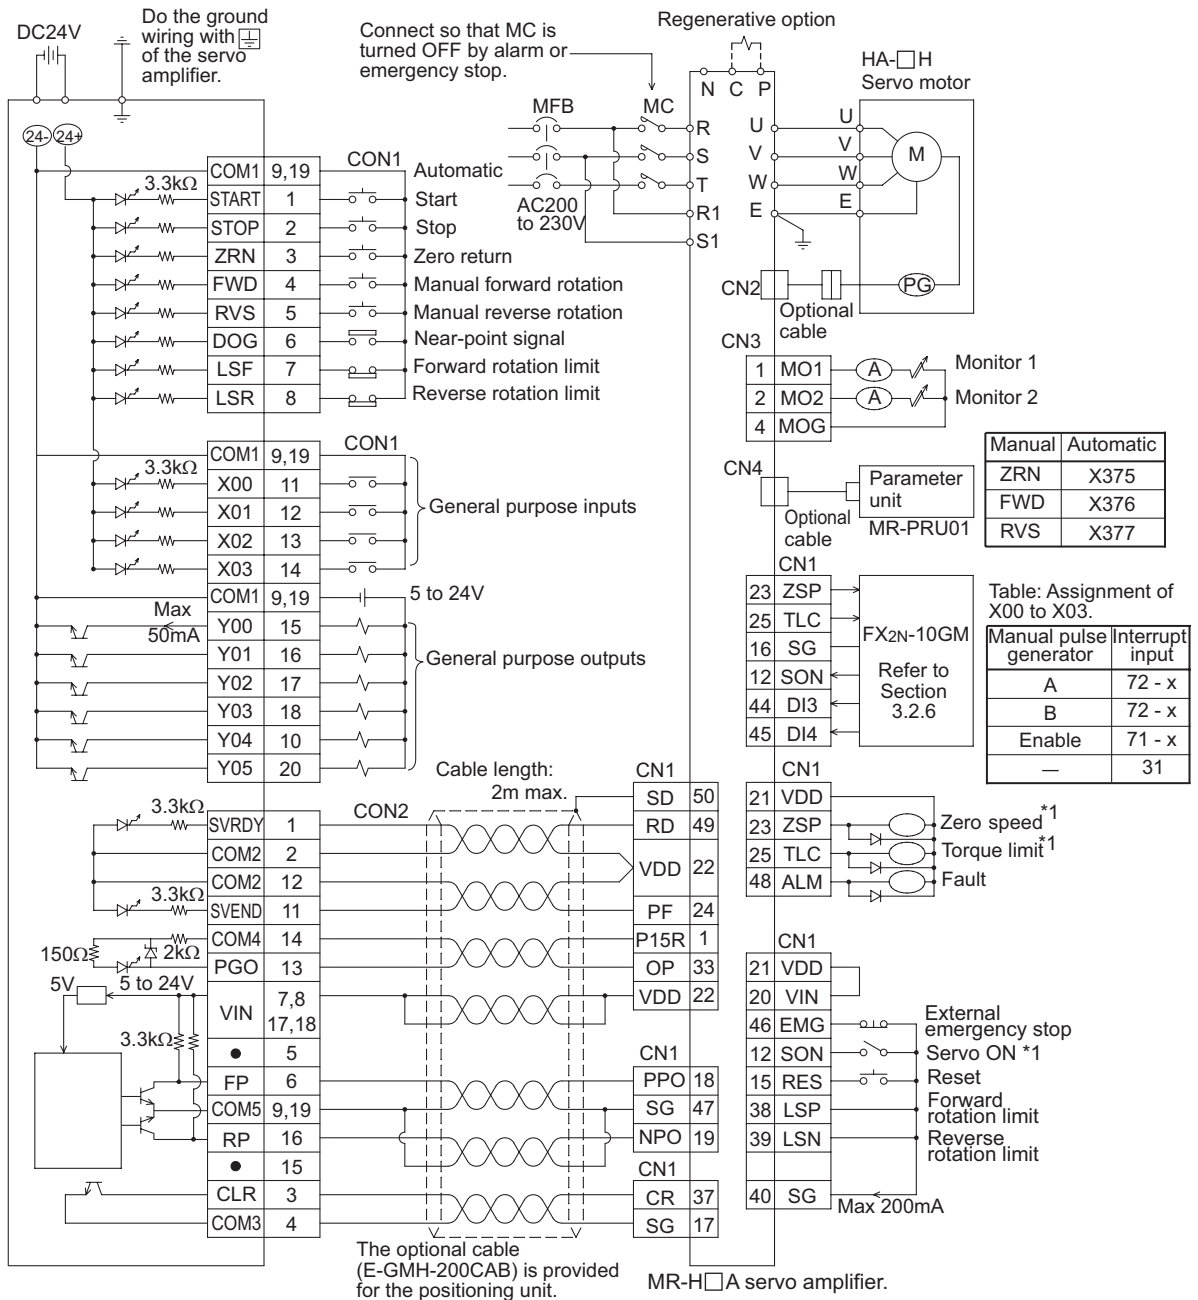 DC24V
Do the ground
wiring with
of the servo
amplifier.
24- 24+
Connect so that MC is
turned OFF by alarm or
emergency stop.
Regenerative option
N C P
HA-□H
Servo motor
MFB MC
R
S
T
R1
S1
AC200
to 230V
U U
V V
W W
E E
M
PG
CN2
Optional
cable
CON1
3.3kΩ
COM1 9,19 Automatic
START 1 Start
STOP 2 Stop
ZRN 3 Zero return
FWD 4 Manual forward rotation
RVS 5 Manual reverse rotation
DOG 6 Near-point signal
LSF 7 Forward rotation limit
LSR 8 Reverse rotation limit
CN3
1 MO1 A Monitor 1
2 MO2 A Monitor 2
4 MOG
CON1
3.3kΩ
COM1 9,19
X00 11
X01 12
X02 13
X03 14
General purpose inputs
COM1 9,19 5 to 24V
Max
50mA
Y00 15
Y01 16
Y02 17
Y03 18
Y04 10
Y05 20
General purpose outputs
CN4
Optional
cable
Parameter
unit
MR-PRU01
Manual Automatic
ZRN X375
FWD X376
RVS X377
CN1
23 ZSP
25 TLC
16 SG
12 SON
44 DI3
45 DI4
FX2N-10GM
Refer to
Section
3.2.6
Table: Assignment of
X00 to X03.
Manual pulse generator Interrupt input
A 72 - x
B 72 - x
Enable 71 - x
— 31
Cable length:
2m max.
CON2
3.3kΩ
SVRDY 1
COM2 2
COM2 12
3.3kΩ
SVEND 11
COM4 14
150Ω 2kΩ
PGO 13
5V 5 to 24V
VIN 7,8
17,18
3.3kΩ
● 5
FP 6
COM5 9,19
RP 16
● 15
CLR 3
COM3 4
CN1
SD 50
RD 49
VDD 22
PF 24
P15R 1
OP 33
VDD 22
CN1
PPO 18
SG 47
NPO 19
CN1
CR 37
SG 17
CN1
21 VDD
23 ZSP Zero speed*1
25 TLC Torque limit*1
48 ALM Fault
CN1
21 VDD
20 VIN
46 EMG External
emergency stop
12 SON Servo ON *1
15 RES Reset
38 LSP Forward
rotation limit
39 LSN Reverse
rotation limit
40 SG Max 200mA
The optional cable
(E-GMH-200CAB) is provided
for the positioning unit.
MR-H□A servo amplifier.